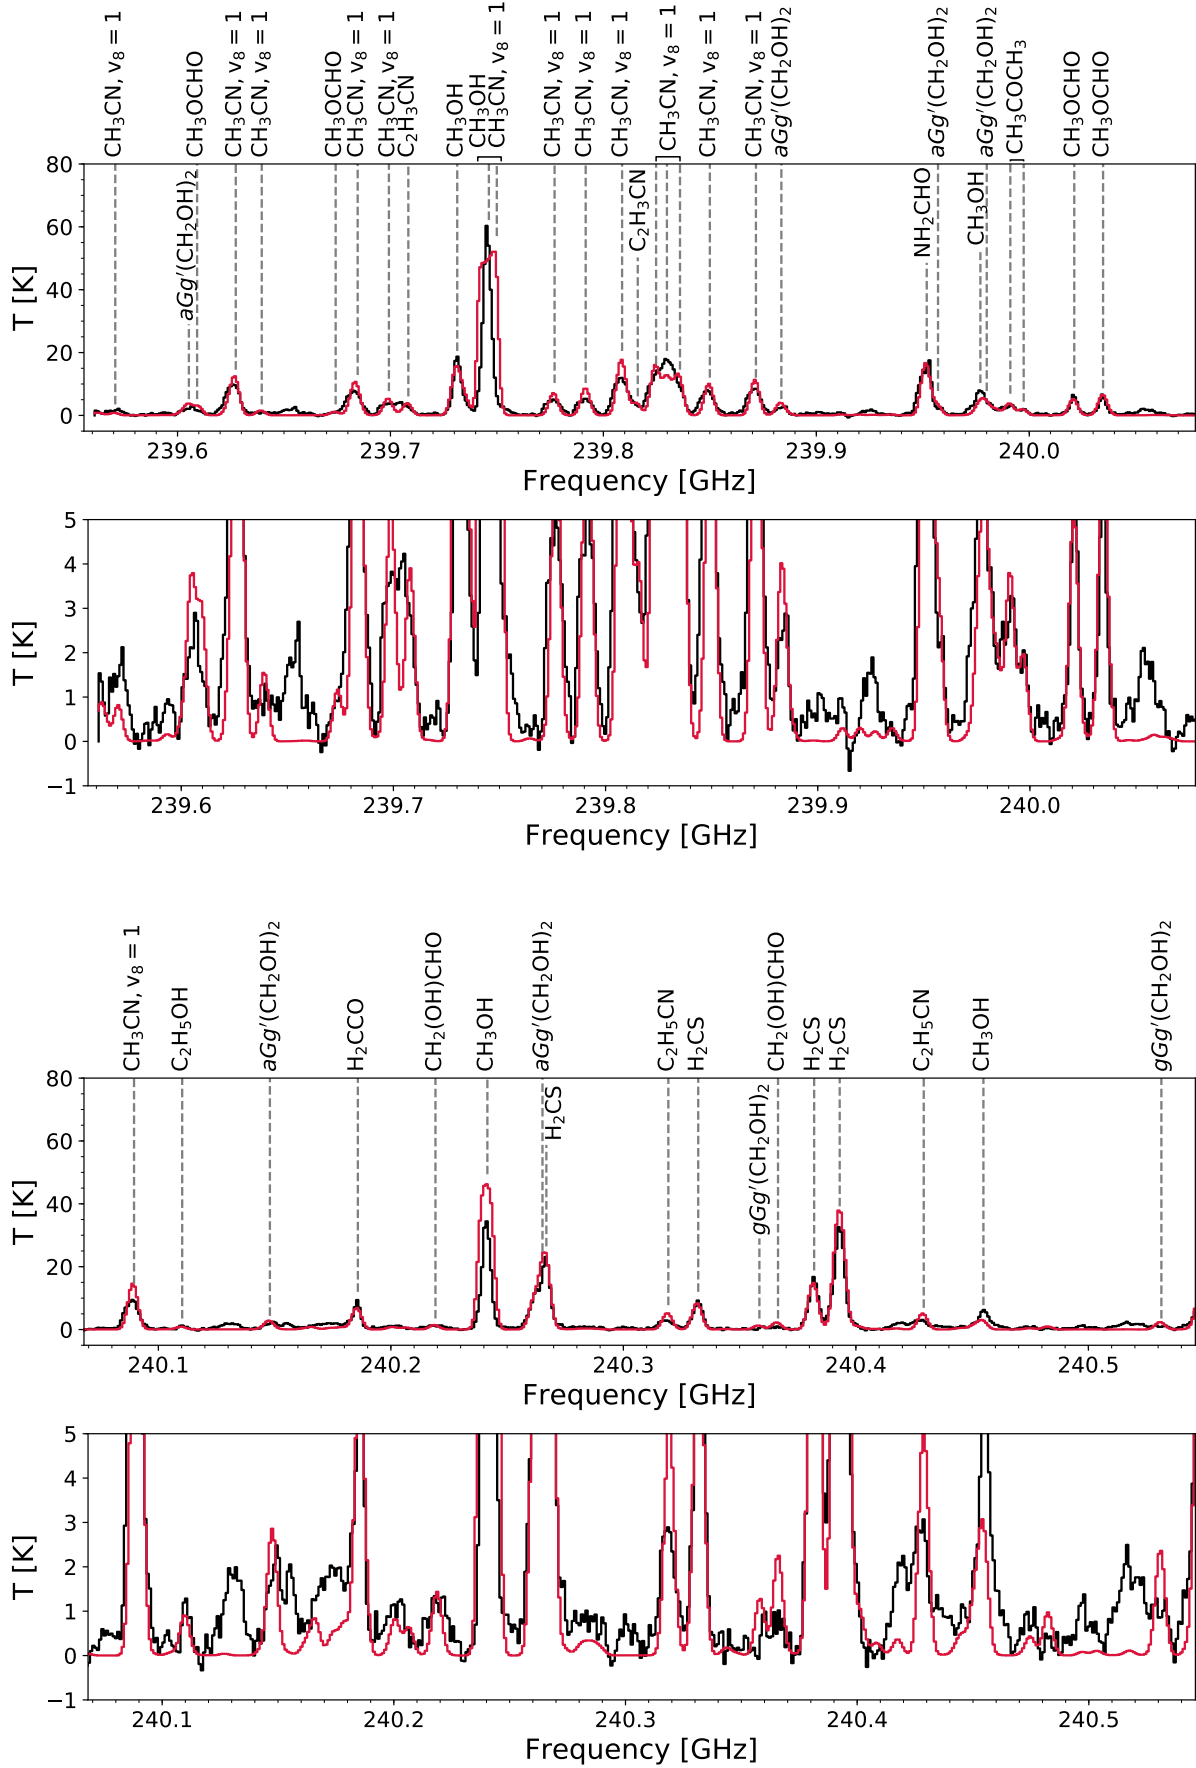 CH₃CN, v₈ = 1
CH₃OCHO
CH₃CN, v₈ = 1
CH₃CN, v₈ = 1
CH₃OCHO
CH₃CN, v₈ = 1
CH₃CN, v₈ = 1
C₂H₃CN
CH₃OH
] CH₃OH
CH₃CN, v₈ = 1
CH₃CN, v₈ = 1
CH₃CN, v₈ = 1
CH₃CN, v₈ = 1
] CH₃CN, v₈ = 1
CH₃CN, v₈ = 1
CH₃CN, v₈ = 1
aGg′(CH₂OH)₂
aGg′(CH₂OH)₂
aGg′(CH₂OH)₂
] CH₃COCH₃
CH₃OCHO
CH₃OCHO
aGg′(CH₂OH)₂
C₂H₃CN
NH₂CHO
CH₃OH
80
60
40
20
0
T [K]
239.6 239.7 239.8 239.9 240.0
Frequency [GHz]
5
4
3
2
1
0
−1
T [K]
239.6 239.7 239.8 239.9 240.0
Frequency [GHz]
CH₃CN, v₈ = 1
C₂H₅OH
aGg′(CH₂OH)₂
H₂CCO
CH₂(OH)CHO
CH₃OH
aGg′(CH₂OH)₂
C₂H₅CN
H₂CS
CH₂(OH)CHO
H₂CS
H₂CS
C₂H₅CN
CH₃OH
gGg′(CH₂OH)₂
H₂CS
gGg′(CH₂OH)₂
80
60
40
20
0
T [K]
240.1 240.2 240.3 240.4 240.5
Frequency [GHz]
5
4
3
2
1
0
−1
T [K]
240.1 240.2 240.3 240.4 240.5
Frequency [GHz]